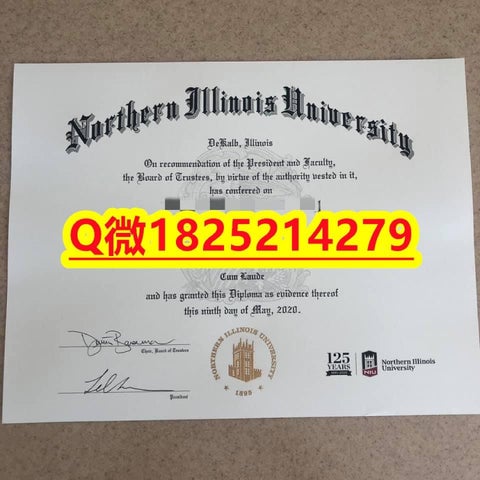 Northern Illinois University
DeKalb, Illinois
On recommendation of the President and Faculty,
the Board of Trustees, by virtue of the authority vested in it,
has conferred on
Q微1825214279
Cum Laude
and has granted this Diploma as evidence thereof
this ninth day of May, 2020.
Chair, Board of Trustees
President
NORTHERN ILLINOIS UNIVERSITY
1895
125
YEARS
NIU
Northern Illinois
University